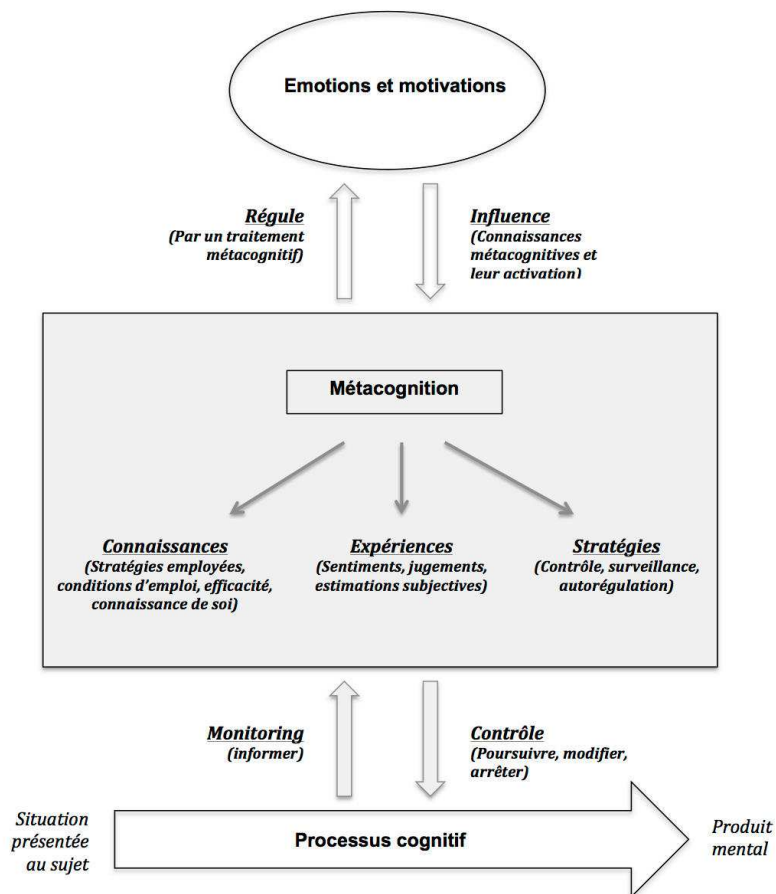 Emotions et motivations
Régule
(Par un traitement
métacognitif)
Influence
(Connaissances
métacognitives et
leur activation)
Métacognition
Connaissances
(Stratégies employées,
conditions d'emploi, efficacité,
connaissance de soi)
Expériences
(Sentiments, jugements,
estimations subjectives)
Stratégies
(Contrôle, surveillance,
autorégulation)
Monitoring
(informer)
Contrôle
(Poursuivre, modifier,
arrêter)
Situation
présentée
au sujet
Processus cognitif
Produit
mental